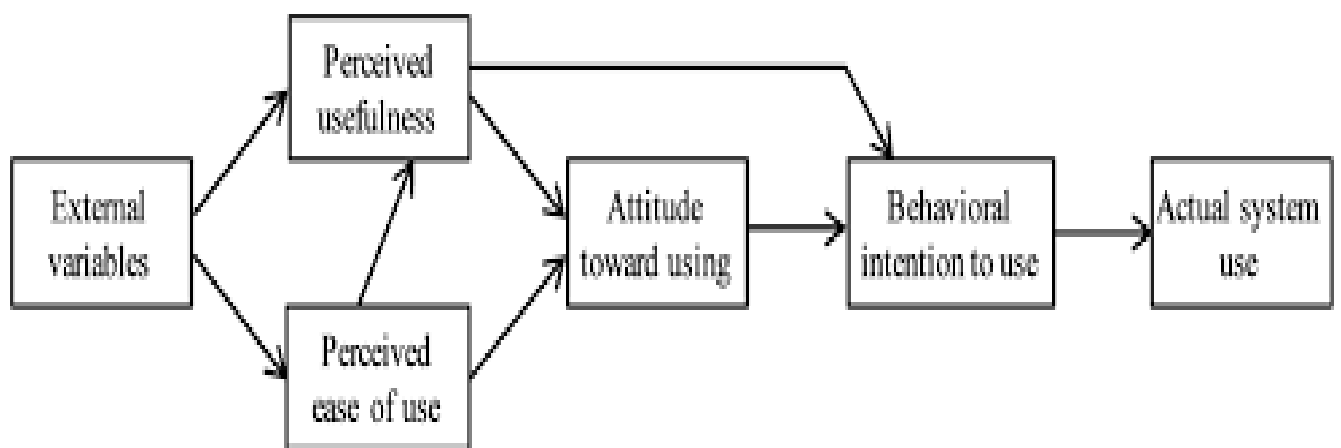 Perceived
usefulness
External
variables
Attitude
toward using
Behavioral
intention to use
Actual system
use
Perceived
ease of use